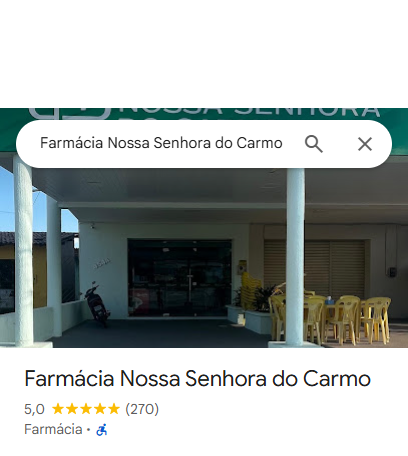 NOSSA SENHORA
Farmácia Nossa Senhora do Carmo
Farmácia Nossa Senhora do Carmo
5,0 (270)
Farmácia ·